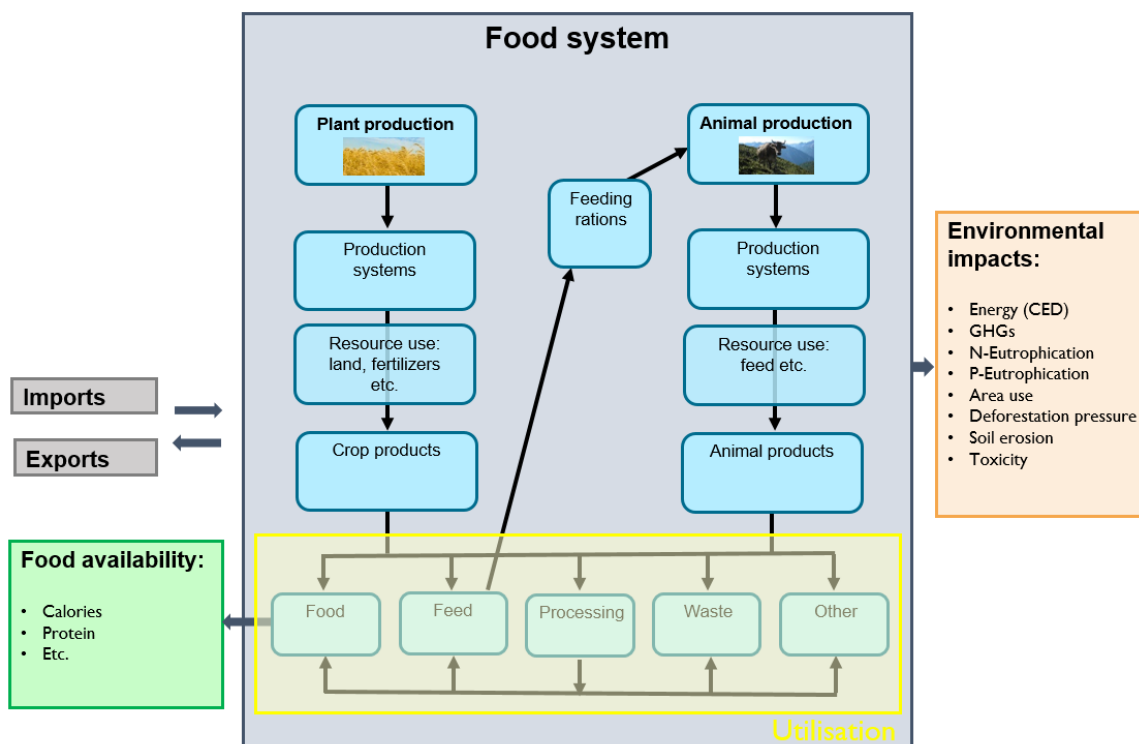 Food system
Plant production
Animal production
Feeding
rations
Production
systems
Production
systems
Resource use:
land, fertilizers
etc.
Resource use:
feed etc.
Crop products
Animal products
Imports
Exports
Environmental
impacts:
• Energy (CED)
• GHGs
• N-Eutrophication
• P-Eutrophication
• Area use
• Deforestation pressure
• Soil erosion
• Toxicity
Food availability:
• Calories
• Protein
• Etc.
Food
Feed
Processing
Waste
Other
Utilisation